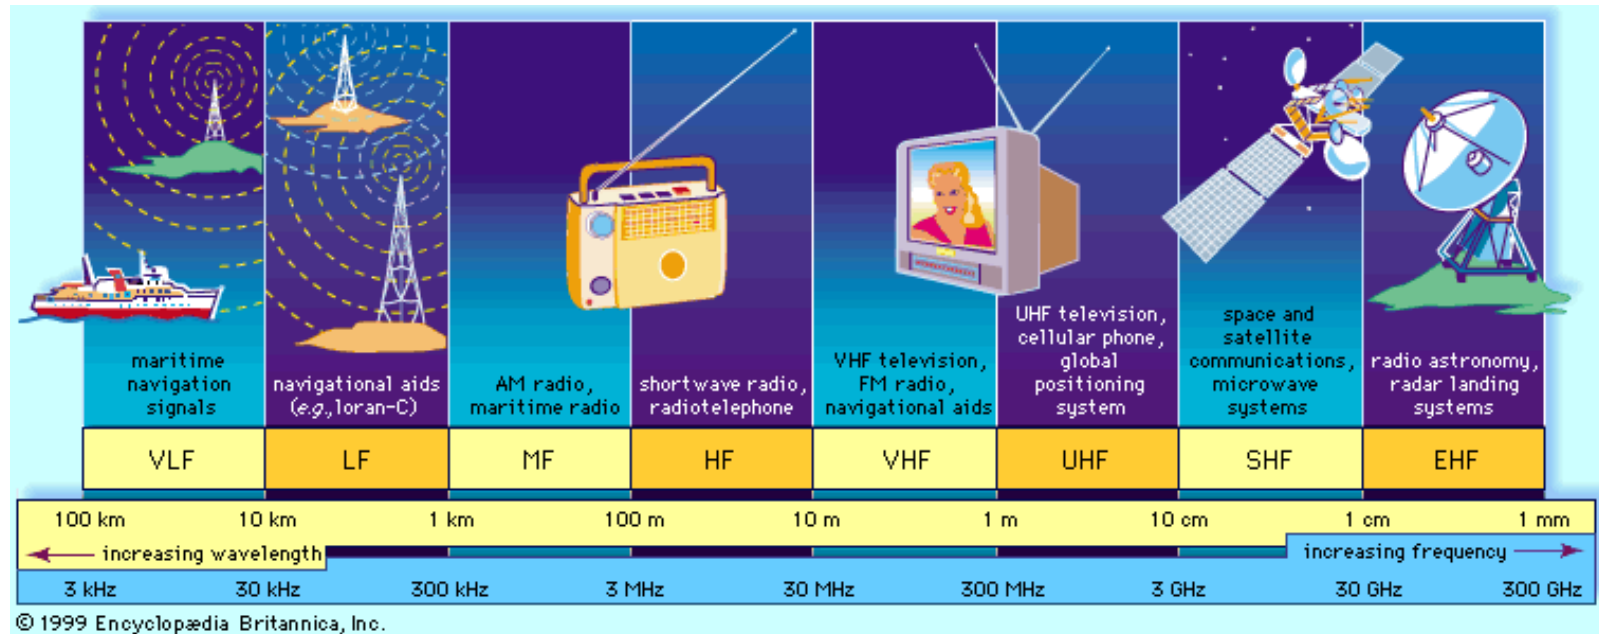 maritime
navigation
signals
navigational aids
(e.g., loran-C)
AM radio,
maritime radio
shortwave radio,
radiotelephone
VHF television,
FM radio,
navigational aids
UHF television,
cellular phone,
global
positioning
system
space and
satellite
communications,
microwave
systems
radio astronomy,
radar landing
systems
VLF LF MF HF VHF UHF SHF EHF
100 km 10 km 1 km 100 m 10 m 1 m 10 cm 1 cm 1 mm
increasing wavelength increasing frequency
3 kHz 30 kHz 300 kHz 3 MHz 30 MHz 300 MHz 3 GHz 30 GHz 300 GHz
© 1999 Encyclopædia Britannica, Inc.